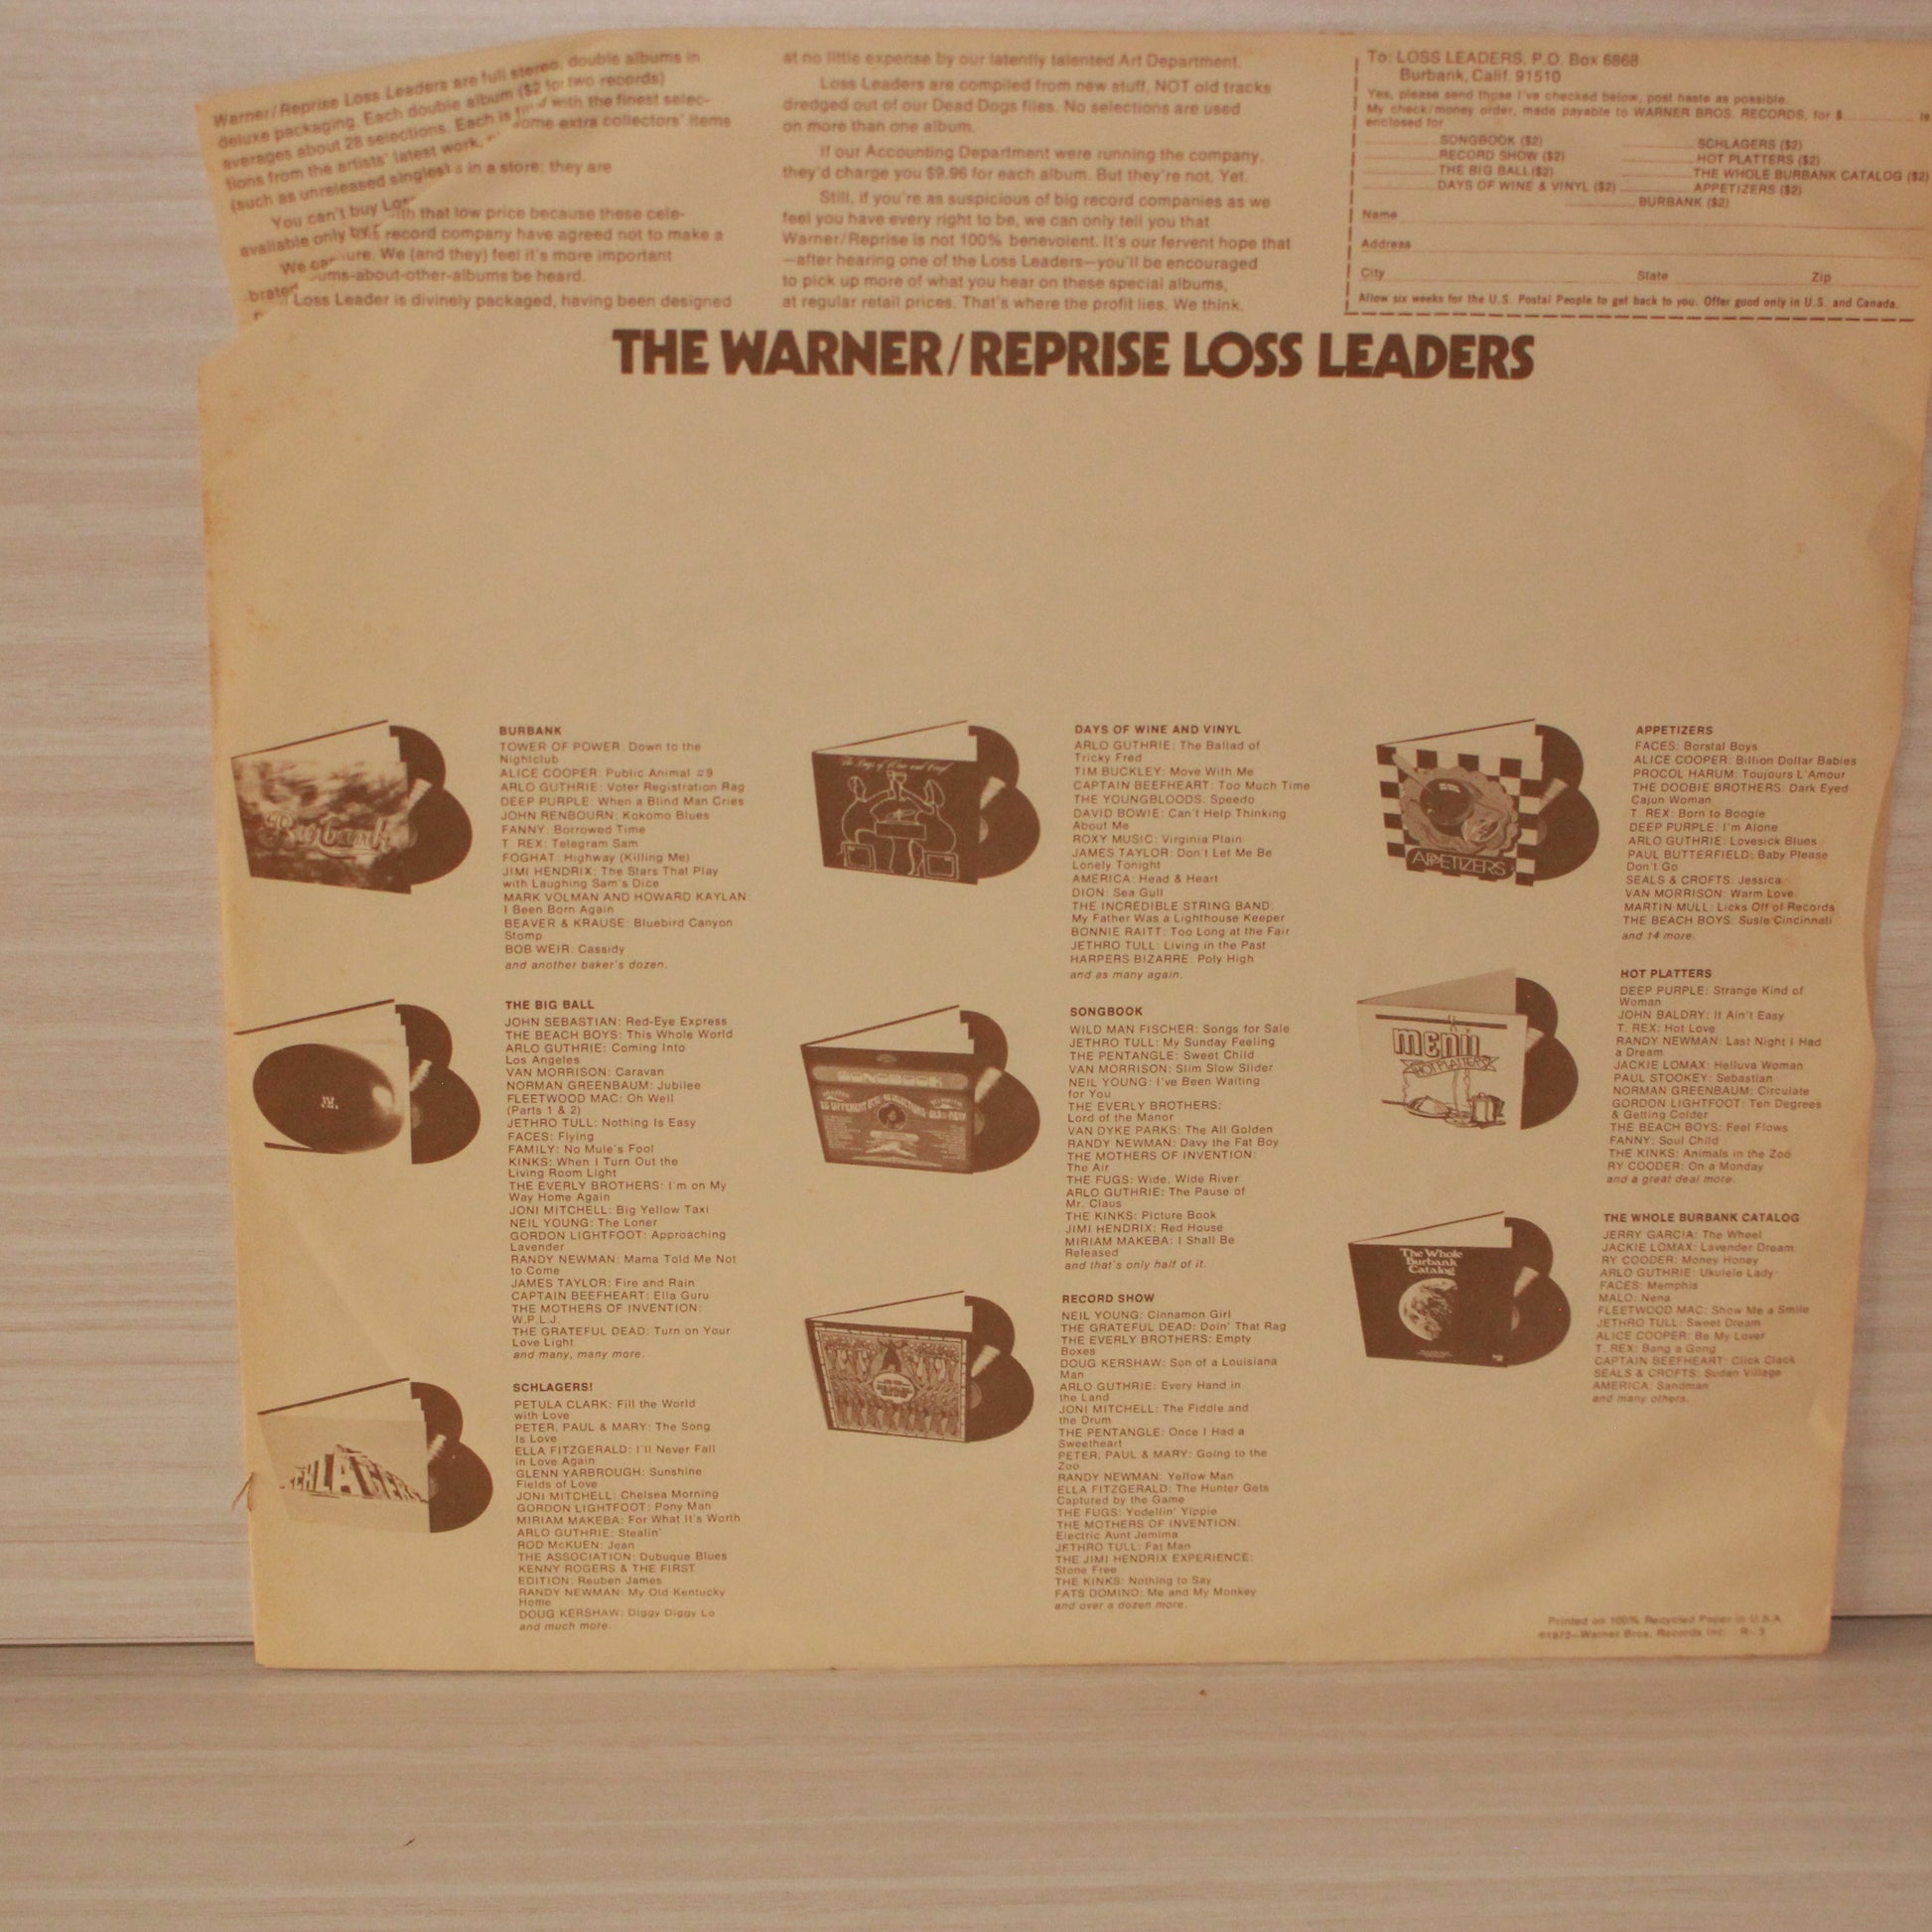 Warner/Reprise Loss Leaders are full stereo, double albums in
deluxe packaging. Each double album ($2 for two records)
averages about 28 selections. Each is with the finest selec-
tions from the artists' latest work, some extra collectors' items
(such as unreleased singles) in a store; they are
You can't buy
available only by with that low price because these cele-
record company have agreed not to make a
We We (and they) feel it's more important
brated albums-about-other-albums be heard.
Loss Leader is divinely packaged, having been designed
at no little expense by our latently talented Art Department.
Loss Leaders are compiled from new stuff, NOT old tracks
dredged out of our Dead Dogs files. No selections are used
on more than one album.
If our Accounting Department were running the company,
they'd charge you $9.96 for each album. But they're not. Yet.
Still, if you're as suspicious of big record companies as we
feel you have every right to be, we can only tell you that
Warner/Reprise is not 100% benevolent. It's our fervent hope that
—after hearing one of the Loss Leaders—you'll be encouraged
to pick up more of what you hear on these special albums,
at regular retail prices. That's where the profit lies. We think.
To: LOSS LEADERS, P.O. Box 6868
Burbank, Calif. 91510
Yes, please send those I've checked below, post haste as possible.
My check/money order, made payable to WARNER BROS. RECORDS, for $ is
enclosed for
SONGBOOK ($2) SCHLAGERS ($2)
RECORD SHOW ($2) HOT PLATTERS ($2)
THE BIG BALL ($2) THE WHOLE BURBANK CATALOG ($2)
DAYS OF WINE & VINYL ($2) APPETIZERS ($2)
BURBANK ($2)
Name
Address
City State Zip
Allow six weeks for the U.S. Postal People to get back to you. Offer good only in U.S. and Canada.
THE WARNER/REPRISE LOSS LEADERS
Burbank
BURBANK
TOWER OF POWER: Down to the
Nightclub
ALICE COOPER: Public Animal #9
ARLO GUTHRIE: Voter Registration Rag
DEEP PURPLE: When a Blind Man Cries
JOHN RENBOURN: Kokomo Blues
FANNY: Borrowed Time
T. REX: Telegram Sam
FOGHAT: Highway (Killing Me)
JIMI HENDRIX: The Stars That Play
with Laughing Sam's Dice
MARK VOLMAN AND HOWARD KAYLAN:
I Been Born Again
BEAVER & KRAUSE: Bluebird Canyon
Stomp
BOB WEIR: Cassidy
and another baker's dozen.
THE BIG BALL
JOHN SEBASTIAN: Red-Eye Express
THE BEACH BOYS: This Whole World
ARLO GUTHRIE: Coming Into
Los Angeles
VAN MORRISON: Caravan
NORMAN GREENBAUM: Jubilee
FLEETWOOD MAC: Oh Well
(Parts 1 & 2)
JETHRO TULL: Nothing Is Easy
FACES: Flying
FAMILY: No Mule's Fool
KINKS: When I Turn Out the
Living Room Light
THE EVERLY BROTHERS: I'm on My
Way Home Again
JONI MITCHELL: Big Yellow Taxi
NEIL YOUNG: The Loner
GORDON LIGHTFOOT: Approaching
Lavender
RANDY NEWMAN: Mama Told Me Not
to Come
JAMES TAYLOR: Fire and Rain
CAPTAIN BEEFHEART: Ella Guru
THE MOTHERS OF INVENTION:
W.P.L.J.
THE GRATEFUL DEAD: Turn on Your
Love Light
and many, many more.
SCHLAGERS
SCHLAGERS!
PETULA CLARK: Fill the World
with Love
PETER, PAUL & MARY: The Song
Is Love
ELLA FITZGERALD: I'll Never Fall
in Love Again
GLENN YARBROUGH: Sunshine
Fields of Love
JONI MITCHELL: Chelsea Morning
GORDON LIGHTFOOT: Pony Man
MIRIAM MAKEBA: For What It's Worth
ARLO GUTHRIE: Stealin'
ROD McKUEN: Jean
THE ASSOCIATION: Dubuque Blues
KENNY ROGERS & THE FIRST
EDITION: Reuben James
RANDY NEWMAN: My Old Kentucky
Home
DOUG KERSHAW: Diggy Diggy Lo
and much more.
The Days of Wine and Vinyl
DAYS OF WINE AND VINYL
ARLO GUTHRIE: The Ballad of
Tricky Fred
TIM BUCKLEY: Move With Me
CAPTAIN BEEFHEART: Too Much Time
THE YOUNGBLOODS: Speedo
DAVID BOWIE: Can't Help Thinking
About Me
ROXY MUSIC: Virginia Plain
JAMES TAYLOR: Don't Let Me Be
Lonely Tonight
AMERICA: Head & Heart
DION: Sea Gull
THE INCREDIBLE STRING BAND:
My Father Was a Lighthouse Keeper
BONNIE RAITT: Too Long at the Fair
JETHRO TULL: Living in the Past
HARPERS BIZARRE: Poly High
and as many again.
SONGBOOK
SONGBOOK
WILD MAN FISCHER: Songs for Sale
JETHRO TULL: My Sunday Feeling
THE PENTANGLE: Sweet Child
VAN MORRISON: Slim Slow Slider
NEIL YOUNG: I've Been Waiting
for You
THE EVERLY BROTHERS:
Lord of the Manor
VAN DYKE PARKS: The All Golden
RANDY NEWMAN: Davy the Fat Boy
THE MOTHERS OF INVENTION:
The Air
THE FUGS: Wide, Wide River
ARLO GUTHRIE: The Pause of
Mr. Claus
THE KINKS: Picture Book
JIMI HENDRIX: Red House
MIRIAM MAKEBA: I Shall Be
Released
and that's only half of it.
RECORD SHOW
NEIL YOUNG: Cinnamon Girl
THE GRATEFUL DEAD: Doin' That Rag
THE EVERLY BROTHERS: Empty
Boxes
DOUG KERSHAW: Son of a Louisiana
Man
ARLO GUTHRIE: Every Hand in
the Land
JONI MITCHELL: The Fiddle and
the Drum
THE PENTANGLE: Once I Had a
Sweetheart
PETER, PAUL & MARY: Going to the
Zoo
RANDY NEWMAN: Yellow Man
ELLA FITZGERALD: The Hunter Gets
Captured by the Game
THE FUGS: Yodellin' Yippie
THE MOTHERS OF INVENTION:
Electric Aunt Jemima
JETHRO TULL: Fat Man
THE JIMI HENDRIX EXPERIENCE:
Stone Free
THE KINKS: Nothing to Say
FATS DOMINO: Me and My Monkey
and over a dozen more.
APPETIZERS
APPETIZERS
FACES: Borstal Boys
ALICE COOPER: Billion Dollar Babies
PROCOL HARUM: Toujours L'Amour
THE DOOBIE BROTHERS: Dark Eyed
Cajun Woman
T. REX: Born to Boogie
DEEP PURPLE: I'm Alone
ARLO GUTHRIE: Lovesick Blues
PAUL BUTTERFIELD: Baby Please
Don't Go
SEALS & CROFTS: Jessica
VAN MORRISON: Warm Love
MARTIN MULL: Licks Off of Records
THE BEACH BOYS: Susie Cincinnati
and 14 more.
MENU
HOT PLATTERS
HOT PLATTERS
DEEP PURPLE: Strange Kind of
Woman
JOHN BALDRY: It Ain't Easy
T. REX: Hot Love
RANDY NEWMAN: Last Night I Had
a Dream
JACKIE LOMAX: Helluva Woman
PAUL STOOKEY: Sebastian
NORMAN GREENBAUM: Circulate
GORDON LIGHTFOOT: Ten Degrees
& Getting Colder
THE BEACH BOYS: Feel Flows
FANNY: Soul Child
THE KINKS: Animals in the Zoo
RY COODER: On a Monday
and a great deal more.
The Whole
Burbank
Catalog
THE WHOLE BURBANK CATALOG
JERRY GARCIA: The Wheel
JACKIE LOMAX: Lavender Dream
RY COODER: Money Honey
ARLO GUTHRIE: Ukulele Lady
FACES: Memphis
MALO: Nena
FLEETWOOD MAC: Show Me a Smile
JETHRO TULL: Sweet Dream
ALICE COOPER: Be My Lover
T. REX: Bang a Gong
CAPTAIN BEEFHEART: Click Clack
SEALS & CROFTS: Sudan Village
AMERICA: Sandman
and many others.
Printed on 100% Recycled Paper in U.S.A.
©1972—Warner Bros. Records Inc. R-3